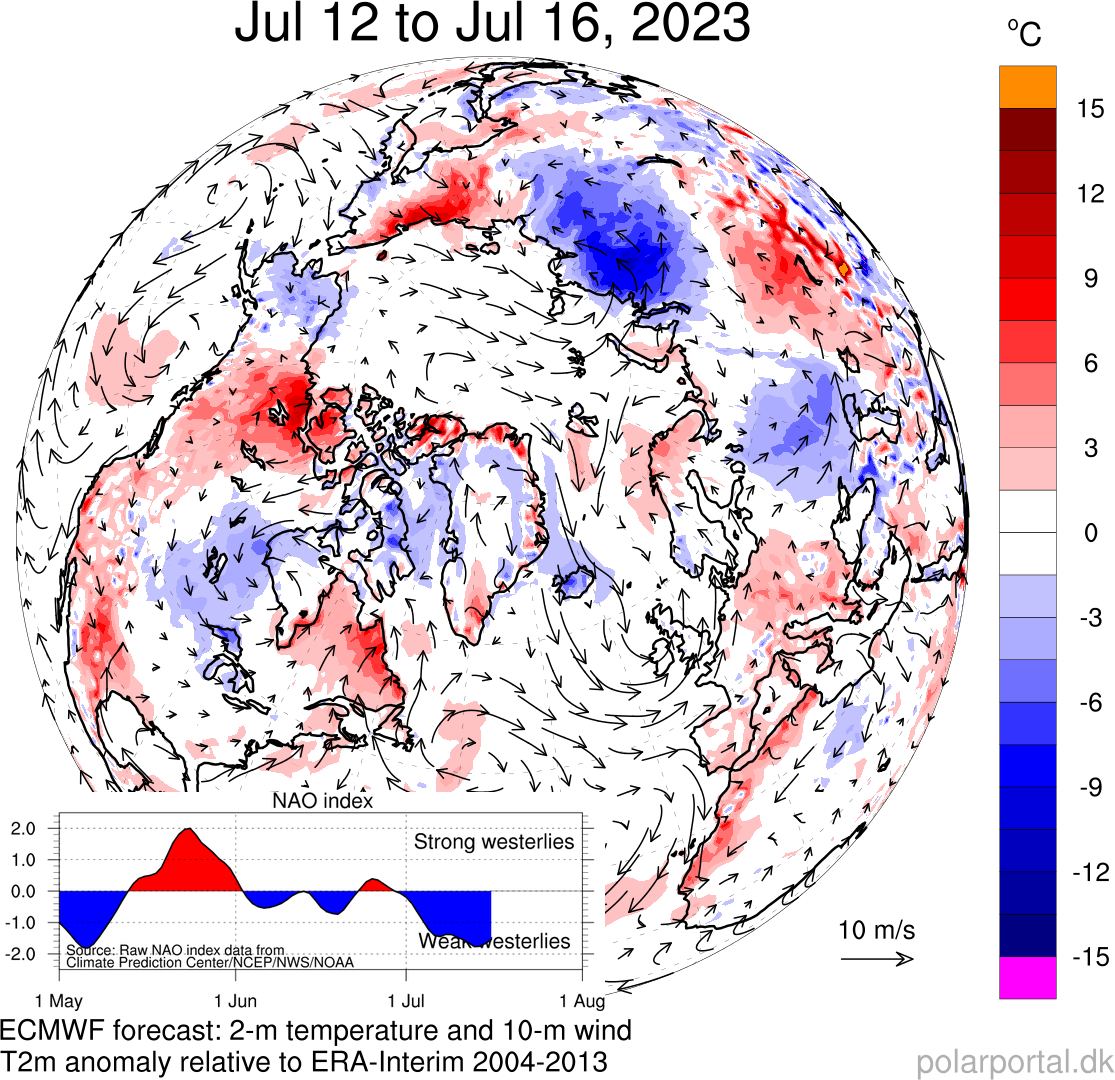 Jul 12 to Jul 16, 2023
°C
15
12
9
6
3
0
-3
-6
-9
-12
-15
10 m/s
NAO index
2.0
1.0
0.0
-1.0
-2.0
Strong westerlies
Weak westerlies
Source: Raw NAO index data from
Climate Prediction Center/NCEP/NWS/NOAA
1 May
1 Jun
1 Jul
1 Aug
ECMWF forecast: 2-m temperature and 10-m wind
T2m anomaly relative to ERA-Interim 2004-2013
polarportal.dk